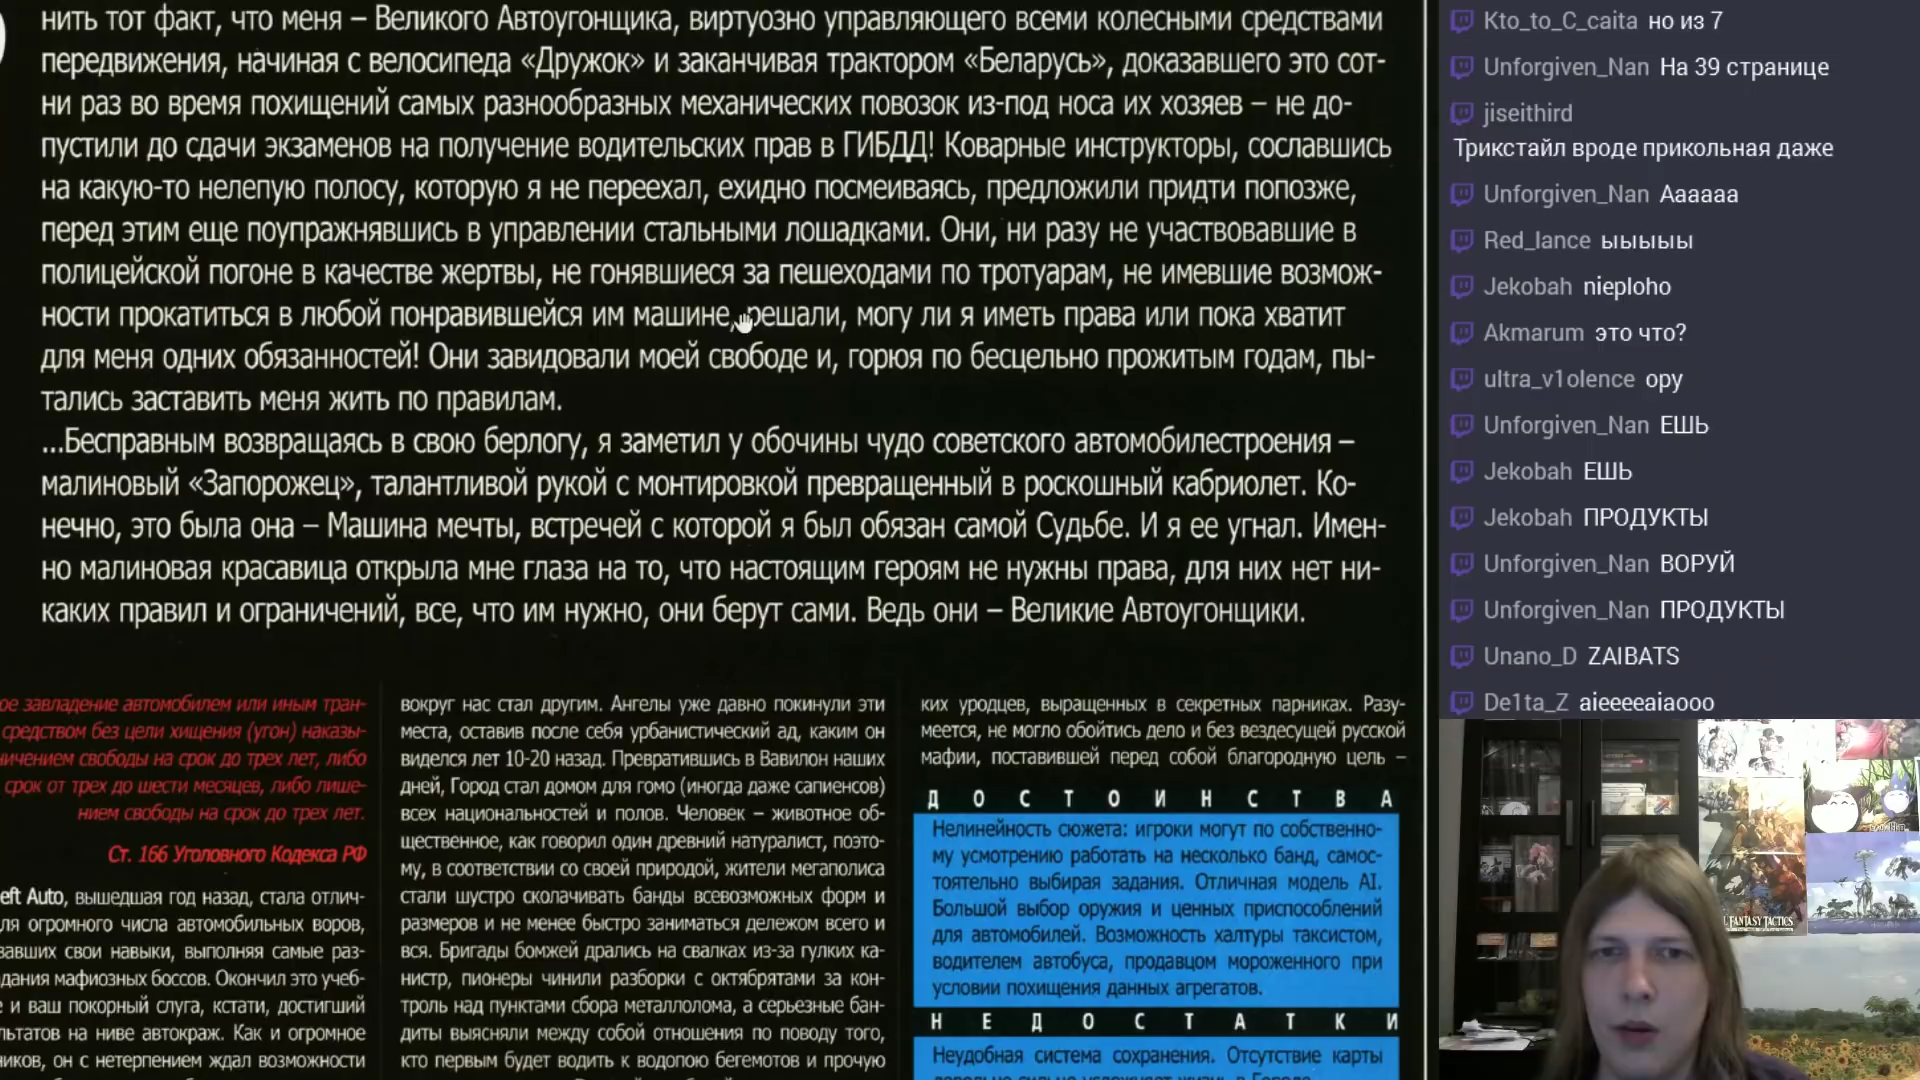 нить тот факт, что меня – Великого Автоугонщика, виртуозно управляющего всеми колесными средствами
передвижения, начиная с велосипеда «Дружок» и заканчивая трактором «Беларусь», доказавшего это сот-
ни раз во время похищений самых разнообразных механических повозок из-под носа их хозяев – не до-
пустили до сдачи экзаменов на получение водительских прав в ГИБДД! Коварные инструкторы, сославшись
на какую-то нелепую полосу, которую я не переехал, ехидно посмеиваясь, предложили придти попозже,
перед этим еще поупражнявшись в управлении стальными лошадками. Они, ни разу не участвовавшие в
полицейской погоне в качестве жертвы, не гонявшиеся за пешеходами по тротуарам, не имевшие возмож-
ности прокатиться в любой понравившейся им машине, решали, могу ли я иметь права или пока хватит
для меня одних обязанностей! Они завидовали моей свободе и, горюя по бесцельно прожитым годам, пы-
тались заставить меня жить по правилам.
...Бесправным возвращаясь в свою берлогу, я заметил у обочины чудо советского автомобилестроения –
малиновый «Запорожец», талантливой рукой с монтировкой превращенный в роскошный кабриолет. Ко-
нечно, это была она – Машина мечты, встречей с которой я был обязан самой Судьбе. И я ее угнал. Имен-
но малиновая красавица открыла мне глаза на то, что настоящим героям не нужны права, для них нет ни-
каких правил и ограничений, все, что им нужно, они берут сами. Ведь они – Великие Автоугонщики.
ое завладение автомобилем или иным тран-
средством без цели хищения (угон) наказы-
ничением свободы на срок до трех лет, либо
срок от трех до шести месяцев, либо лише-
нием свободы на срок до трех лет.
Ст. 166 Уголовного Кодекса РФ
eft Auto, вышедшая год назад, стала отлич-
ля огромного числа автомобильных воров,
вавших свои навыки, выполняя самые раз-
дания мафиозных боссов. Окончил это учеб-
е и ваш покорный слуга, кстати, достигший
льтатов на ниве автокраж. Как и огромное
ников, он с нетерпением ждал возможности
вокруг нас стал другим. Ангелы уже давно покинули эти
места, оставив после себя урбанистический ад, каким он
виделся лет 10-20 назад. Превратившись в Вавилон наших
дней, Город стал домом для гомо (иногда даже сапиенсов)
всех национальностей и полов. Человек – животное об-
щественное, как говорил один древний натуралист, поэто-
му, в соответствии со своей природой, жители мегаполиса
стали шустро сколачивать банды всевозможных форм и
размеров и не менее быстро заниматься дележом всего и
вся. Бригады бомжей дрались на свалках из-за гулких ка-
нистр, пионеры чинили разборки с октябрятами за кон-
троль над пунктами сбора металлолома, а серьезные бан-
диты выясняли между собой отношения по поводу того,
кто первым будет водить к водопою бегемотов и прочую
ких уродцев, выращенных в секретных парниках. Разу-
меется, не могло обойтись дело и без вездесущей русской
мафии, поставившей перед собой благородную цель –
ДОСТОИНСТВА
Нелинейность сюжета: игроки могут по собственно-
му усмотрению работать на несколько банд, самос-
тоятельно выбирая задания. Отличная модель AI.
Большой выбор оружия и ценных приспособлений
для автомобилей. Возможность халтуры таксистом,
водителем автобуса, продавцом мороженного при
условии похищения данных агрегатов.
НЕДОСТАТКИ
Неудобная система сохранения. Отсутствие карты
Kto_to_C_caita но из 7
Unforgiven_Nan На 39 странице
jiseithird
Трикстайл вроде прикольная даже
Unforgiven_Nan Аааааа
Red_lance ыыыыы
Jekobah nieploho
Akmarum это что?
ultra_v1olence ору
Unforgiven_Nan ЕШЬ
Jekobah ЕШЬ
Jekobah ПРОДУКТЫ
Unforgiven_Nan ВОРУЙ
Unforgiven_Nan ПРОДУКТЫ
Unano_D ZAIBATS
De1ta_Z aieeeeaiaooo
FANTASY TACTICS